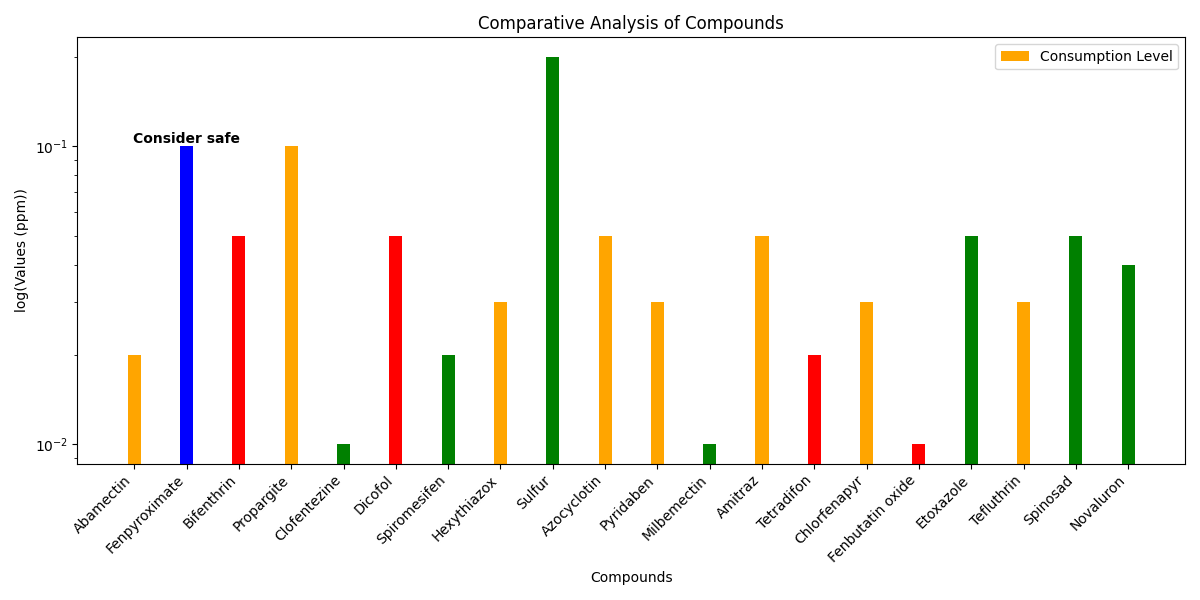 Comparative Analysis of Compounds
Consumption Level
Consider safe
10⁻¹
10⁻²
log(Values (ppm))
Abamectin
Fenpyroximate
Bifenthrin
Propargite
Clofentezine
Dicofol
Spiromesifen
Hexythiazox
Sulfur
Azocyclotin
Pyridaben
Milbemectin
Amitraz
Tetradifon
Chlorfenapyr
Fenbutatin oxide
Etoxazole
Tefluthrin
Spinosad
Novaluron
Compounds